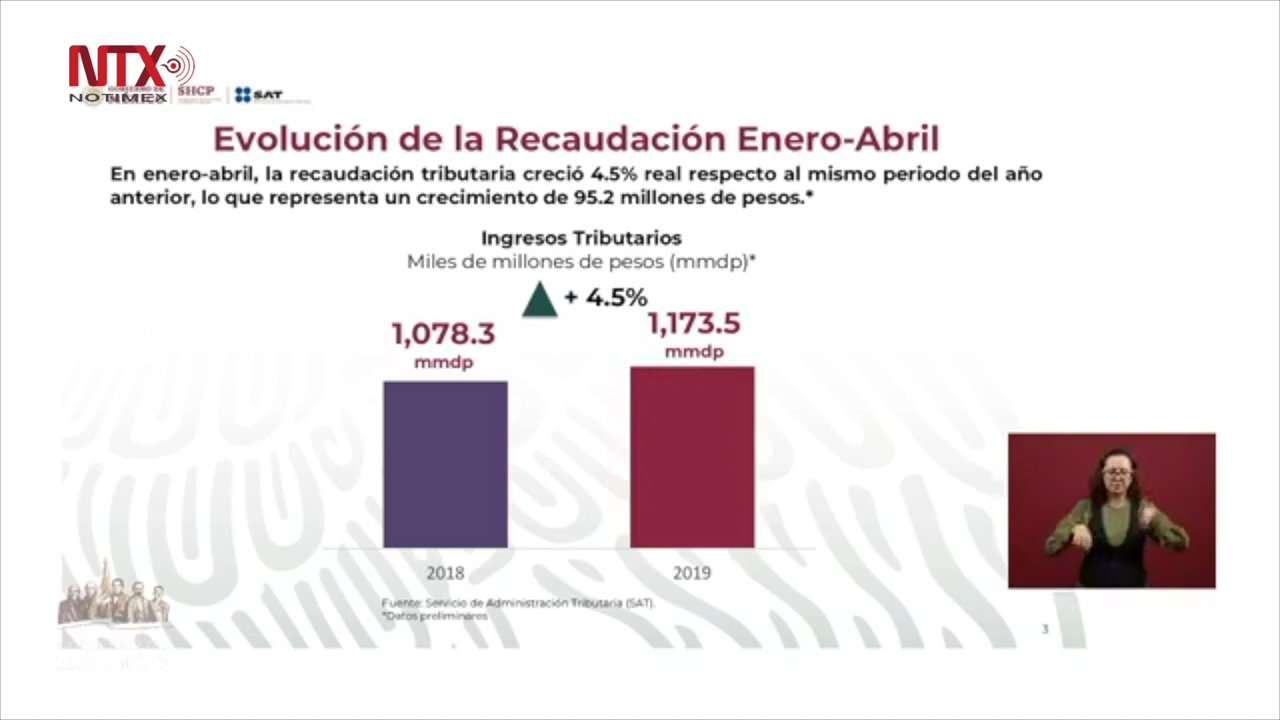 NTX
NOTIMEX
SHCP
SAT
Evolución de la Recaudación Enero-Abril
En enero-abril, la recaudación tributaria creció 4.5% real respecto al mismo periodo del año
anterior, lo que representa un crecimiento de 95.2 millones de pesos.*
Ingresos Tributarios
Miles de millones de pesos (mmdp)*
+ 4.5%
1,078.3
mmdp
1,173.5
mmdp
2018
2019
Fuente: Servicio de Administración Tributaria (SAT).
*Datos preliminares
3